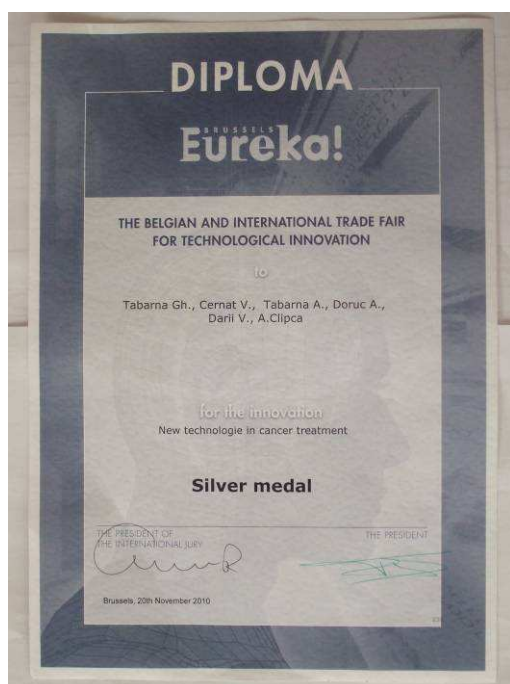 DIPLOMA
BRUSSELS
Eureka!
THE BELGIAN AND INTERNATIONAL TRADE FAIR
FOR TECHNOLOGICAL INNOVATION
to
Tabarna Gh., Cernat V., Tabarna A., Doruc A.,
Darii V., A.Clipca
for the innovation
New technologie in cancer treatment
Silver medal
THE PRESIDENT OF
THE INTERNATIONAL JURY
THE PRESIDENT
Brussels, 20th November 2010